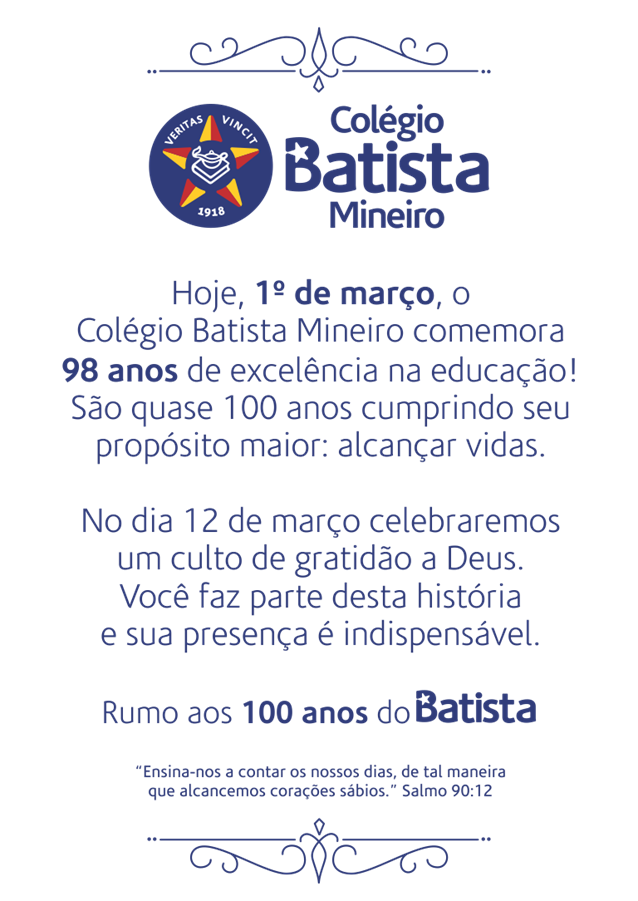 VERITAS VINCIT
1918
Colégio
Batista
Mineiro
Hoje, 1º de março, o
Colégio Batista Mineiro comemora
98 anos de excelência na educação!
São quase 100 anos cumprindo seu
propósito maior: alcançar vidas.
No dia 12 de março celebraremos
um culto de gratidão a Deus.
Você faz parte desta história
e sua presença é indispensável.
Rumo aos 100 anos do Batista
“Ensina-nos a contar os nossos dias, de tal maneira
que alcancemos corações sábios.” Salmo 90:12